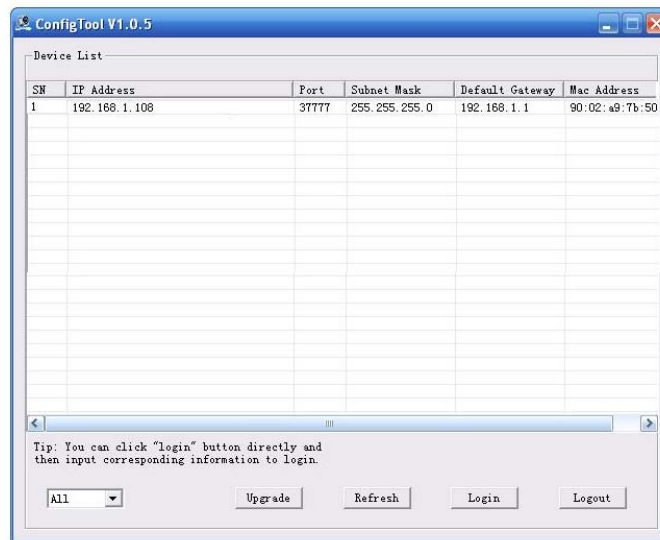 ConfigTool V1.0.5
Device List
SN IP Address Port Subnet Mask Default Gateway Mac Address
1 192.168.1.108 37777 255.255.255.0 192.168.1.1 90:02:a9:7b:50
Tip: You can click "login" button directly and
then input corresponding information to login.
All Upgrade Refresh Login Logout